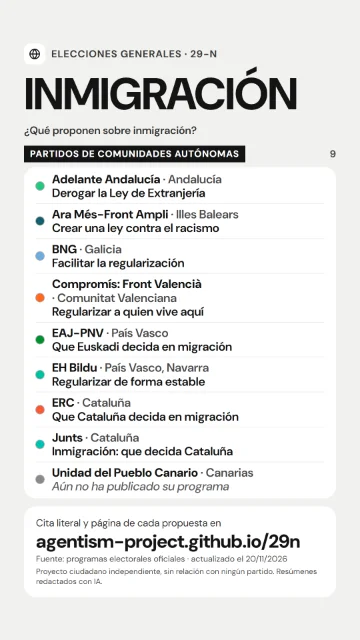 ELECCIONES GENERALES · 29-N
INMIGRACIÓN
¿Qué proponen sobre inmigración?
PARTIDOS DE COMUNIDADES AUTÓNOMAS 9
Adelante Andalucía · Andalucía
Derogar la Ley de Extranjería
Ara Més-Front Ampli · Illes Balears
Crear una ley contra el racismo
BNG · Galicia
Facilitar la regularización
Compromís: Front Valencià
· Comunitat Valenciana
Regularizar a quien vive aquí
EAJ-PNV · País Vasco
Que Euskadi decida en migración
EH Bildu · País Vasco, Navarra
Regularizar de forma estable
ERC · Cataluña
Que Cataluña decida en migración
Junts · Cataluña
Inmigración: que decida Cataluña
Unidad del Pueblo Canario · Canarias
Aún no ha publicado su programa
Cita literal y página de cada propuesta en
agentism-project.github.io/29n
Fuente: programas electorales oficiales · actualizado el 20/11/2026
Proyecto ciudadano independiente, sin relación con ningún partido. Resúmenes
redactados con IA.